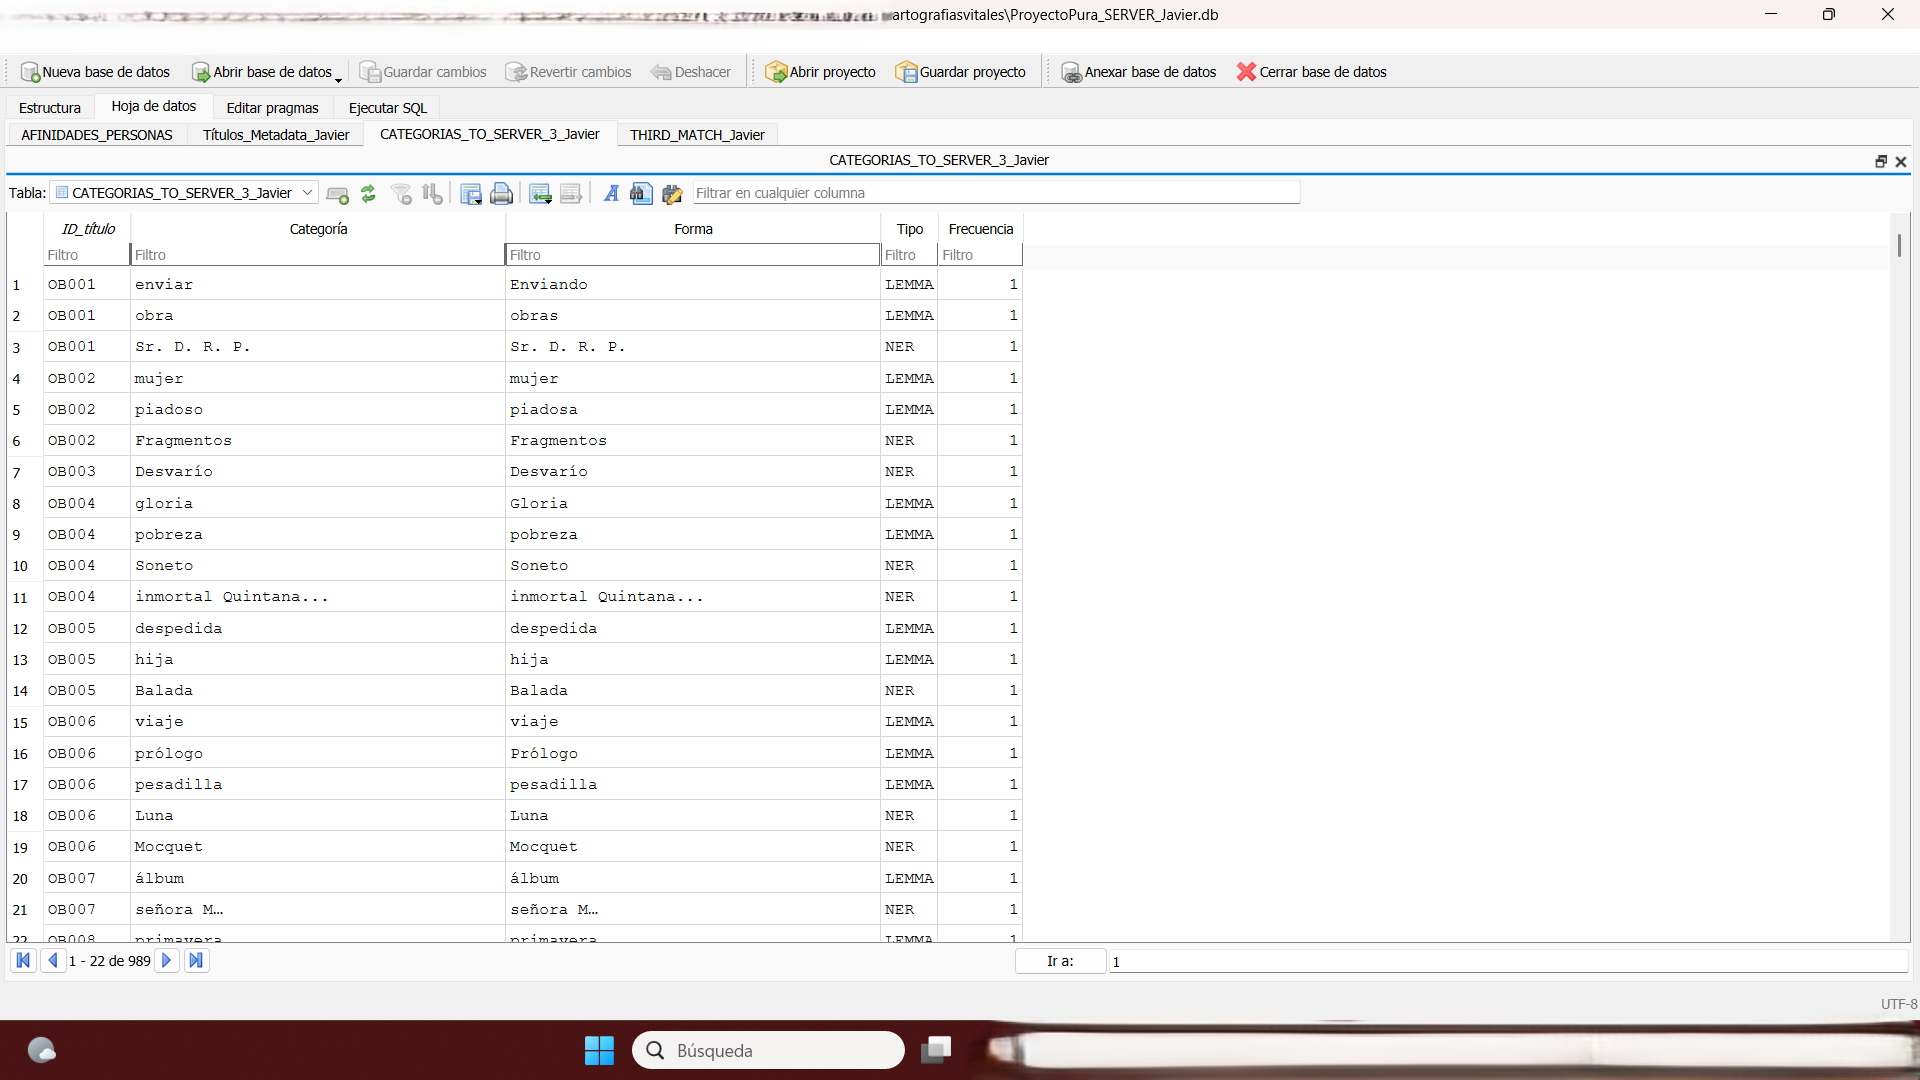 artografiasvitales\ProyectoPura_SERVER_Javier.db
Nueva base de datos Abrir base de datos Guardar cambios Revertir cambios Deshacer Abrir proyecto Guardar proyecto Anexar base de datos Cerrar base de datos
Estructura Hoja de datos Editar pragmas Ejecutar SQL
AFINIDADES_PERSONAS Títulos_Metadata_Javier CATEGORIAS_TO_SERVER_3_Javier THIRD_MATCH_Javier
CATEGORIAS_TO_SERVER_3_Javier
Tabla: CATEGORIAS_TO_SERVER_3_Javier Filtrar en cualquier columna
ID_título Categoría Forma Tipo Frecuencia
Filtro Filtro Filtro Filtro Filtro
1 OB001 enviar Enviando LEMMA 1
2 OB001 obra obras LEMMA 1
3 OB001 Sr. D. R. P. Sr. D. R. P. NER 1
4 OB002 mujer mujer LEMMA 1
5 OB002 piadoso piadosa LEMMA 1
6 OB002 Fragmentos Fragmentos NER 1
7 OB003 Desvarío Desvarío NER 1
8 OB004 gloria Gloria LEMMA 1
9 OB004 pobreza pobreza LEMMA 1
10 OB004 Soneto Soneto NER 1
11 OB004 inmortal Quintana... inmortal Quintana... NER 1
12 OB005 despedida despedida LEMMA 1
13 OB005 hija hija LEMMA 1
14 OB005 Balada Balada NER 1
15 OB006 viaje viaje LEMMA 1
16 OB006 prólogo Prólogo LEMMA 1
17 OB006 pesadilla pesadilla LEMMA 1
18 OB006 Luna Luna NER 1
19 OB006 Mocquet Mocquet NER 1
20 OB007 álbum álbum LEMMA 1
21 OB007 señora M… señora M… NER 1
22 OB008 primavera primavera LEMMA 1
1 - 22 de 989 Ir a: 1
UTF-8
Búsqueda